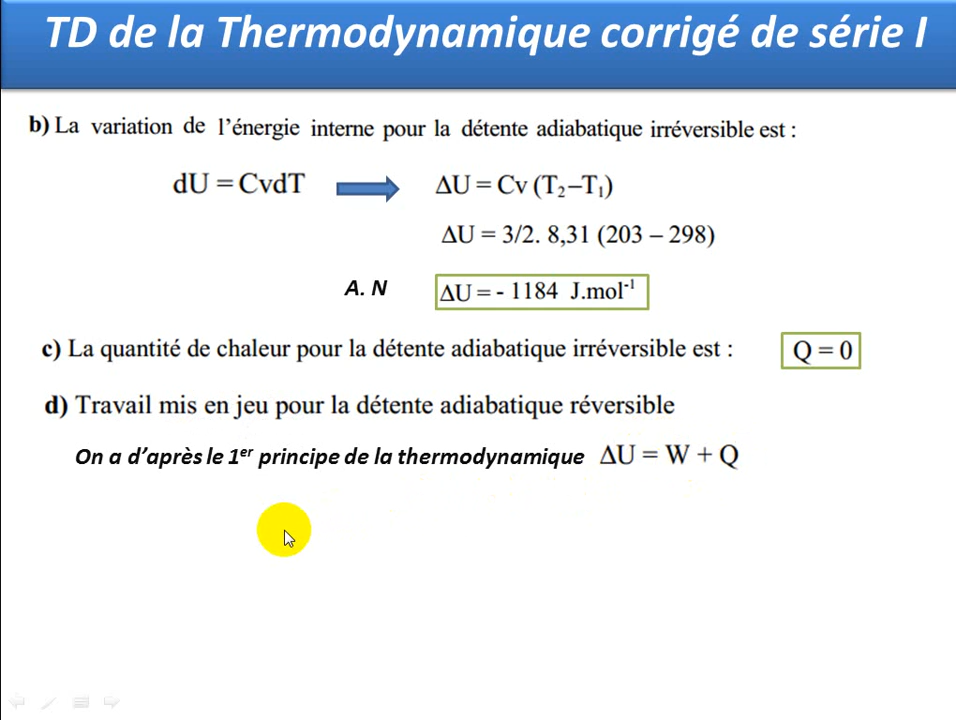 TD de la Thermodynamique corrigé de série I
b) La variation de l’énergie interne pour la détente adiabatique irréversible est :
dU = CvdT ΔU = Cv (T₂–T₁)
ΔU = 3/2. 8,31 (203 – 298)
A. N ΔU = - 1184 J.mol⁻¹
c) La quantité de chaleur pour la détente adiabatique irréversible est : Q = 0
d) Travail mis en jeu pour la détente adiabatique réversible
On a d’après le 1ᵉʳ principe de la thermodynamique ΔU = W + Q